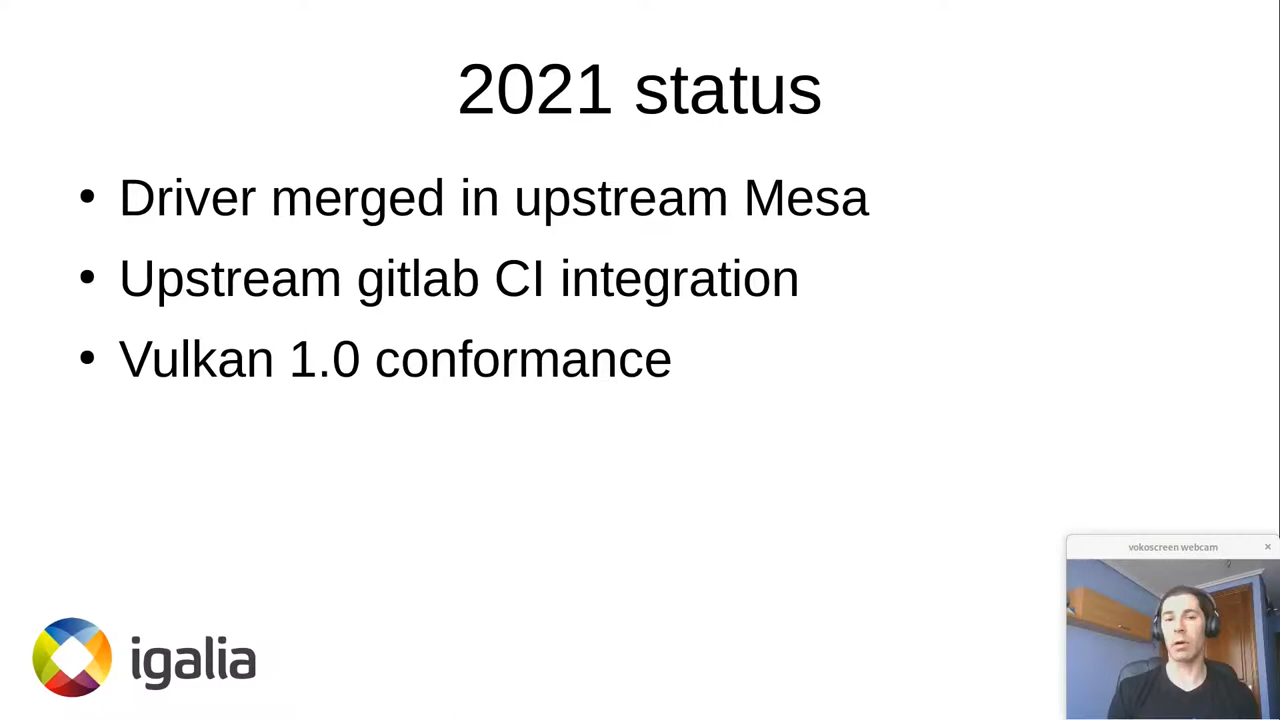 2021 status
• Driver merged in upstream Mesa
• Upstream gitlab CI integration
• Vulkan 1.0 conformance
vokoscreen webcam ×
igalia